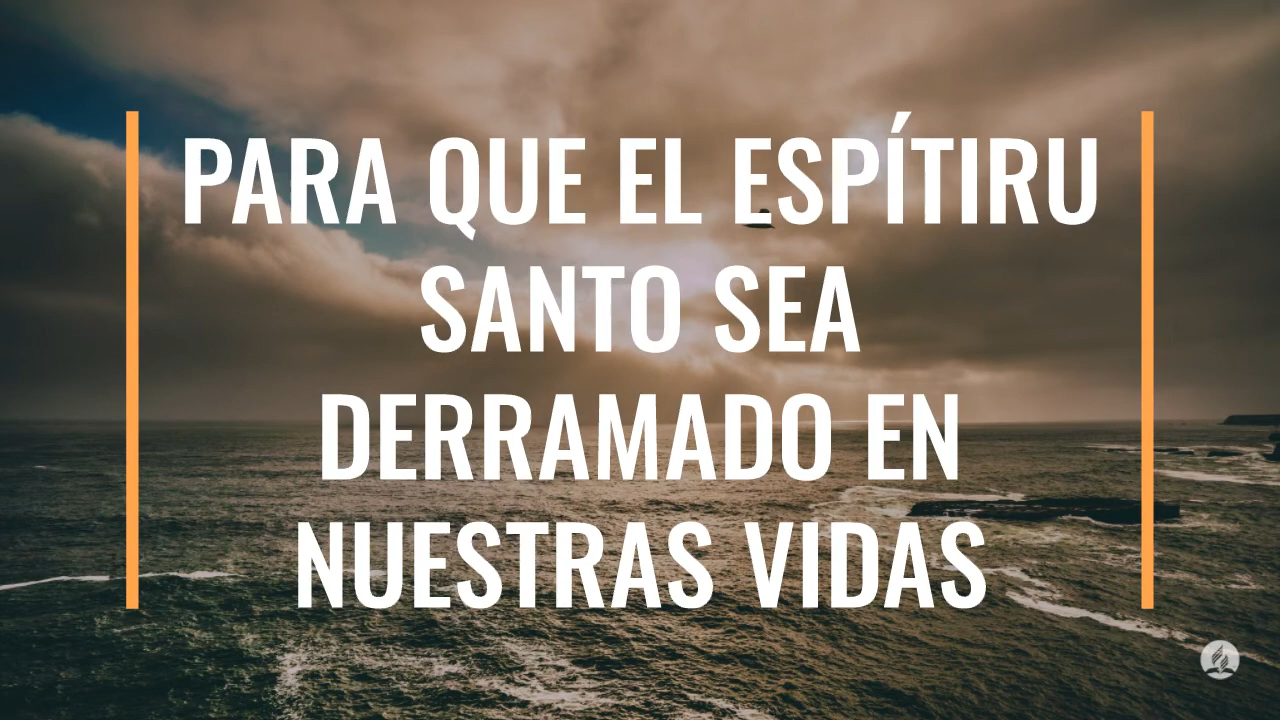 PARA QUE EL ESPÍTIRU
SANTO SEA
DERRAMADO EN
NUESTRAS VIDAS